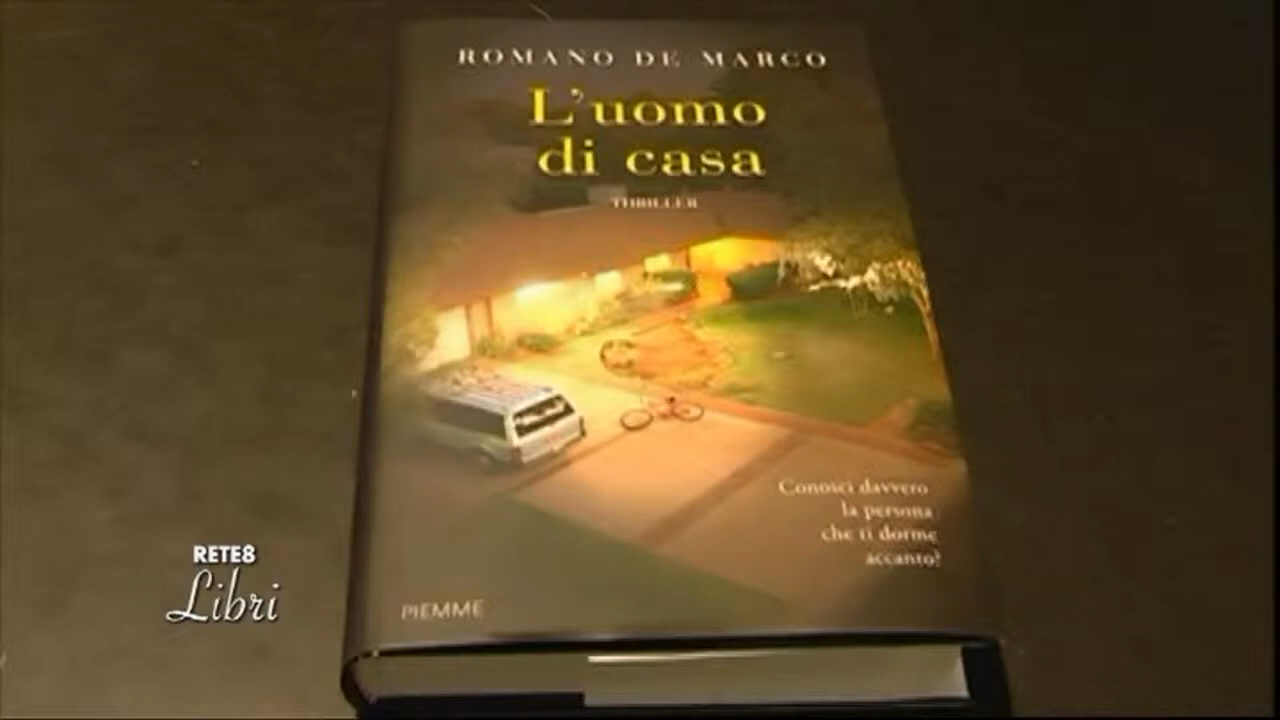 ROMANO DE MARCO
L'uomo
di casa
THRILLER
Conosci davvero
la persona
che ti dorme
accanto?
RETE8
Libri
PIEMME